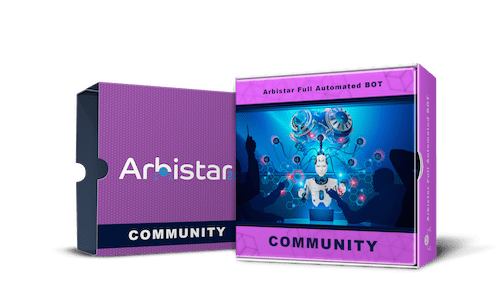 Arbistar
COMMUNITY
Arbistar Full Automated BOT
COMMUNITY
Arbistar Full Automated BOT